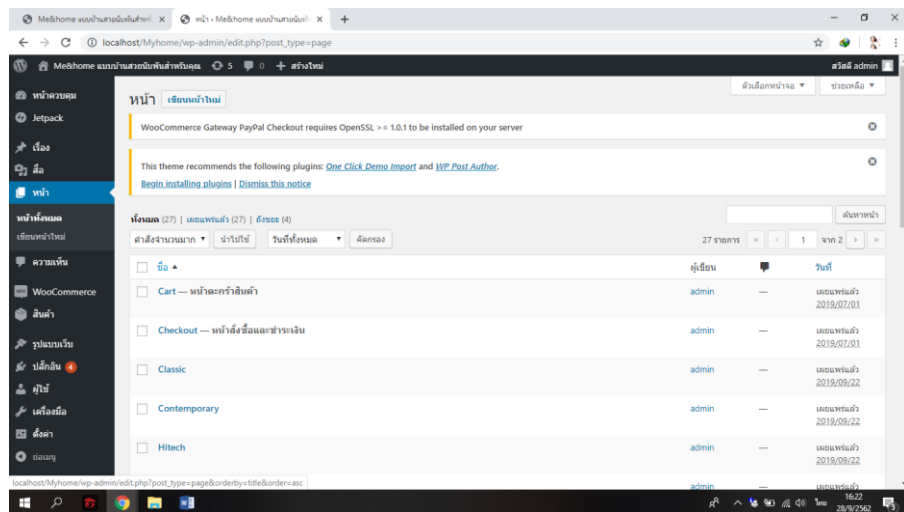 Me&home แบบบ้านสวยนับพันสำหรั
หน้า ‹ Me&home แบบบ้านสวยนับพั
localhost/Myhome/wp-admin/edit.php?post_type=page
Me&home แบบบ้านสวยนับพันสำหรับคุณ 5 0 สร้างใหม่ สวัสดี admin
ตัวเลือกหน้าจอ ช่วยเหลือ
หน้าควบคุม
Jetpack
เรื่อง
สื่อ
หน้า
หน้าทั้งหมด
เขียนหน้าใหม่
ความเห็น
WooCommerce
สินค้า
รูปแบบเว็บ
ปลั๊กอิน 4
ผู้ใช้
เครื่องมือ
ตั้งค่า
ย่อเมนู
หน้า เขียนหน้าใหม่
WooCommerce Gateway PayPal Checkout requires OpenSSL >= 1.0.1 to be installed on your server
This theme recommends the following plugins: One Click Demo Import and WP Post Author.
Begin installing plugins | Dismiss this notice
ทั้งหมด (27) | เผยแพร่แล้ว (27) | ถังขยะ (4)
ค้นหาหน้า
คำสั่งจำนวนมาก นำไปใช้ วันที่ทั้งหมด คัดกรอง 27 รายการ « ‹ 1 จาก 2 › »
ชื่อ ผู้เขียน วันที่
Cart — หน้าตะกร้าสินค้า admin — เผยแพร่แล้ว
2019/07/01
Checkout — หน้าสั่งซื้อและชำระเงิน admin — เผยแพร่แล้ว
2019/07/01
Classic admin — เผยแพร่แล้ว
2019/09/22
Contemporary admin — เผยแพร่แล้ว
2019/09/22
Hitech admin — เผยแพร่แล้ว
2019/09/22
admin — เผยแพร่แล้ว
localhost/Myhome/wp-admin/edit.php?post_type=page&orderby=title&order=asc
ไทย 16:22
28/9/2562